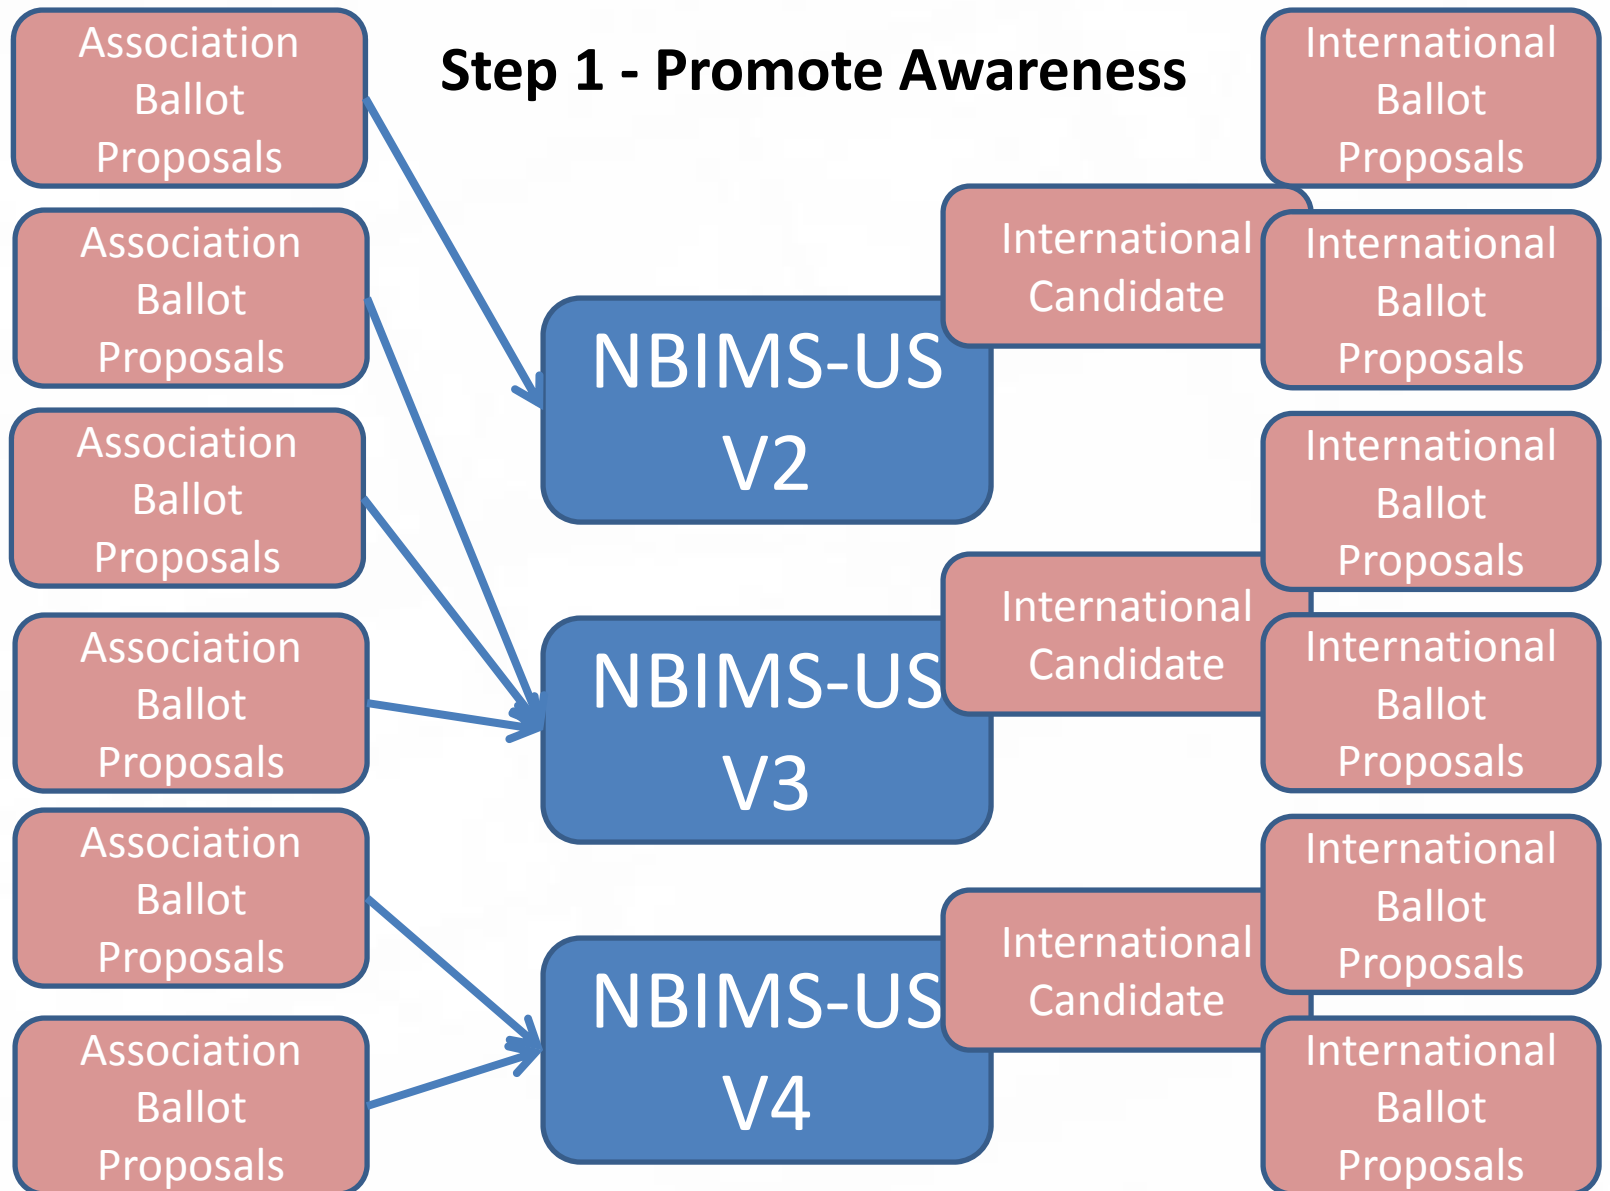 Step 1 - Promote Awareness
Association
Ballot
Proposals
Association
Ballot
Proposals
Association
Ballot
Proposals
Association
Ballot
Proposals
Association
Ballot
Proposals
Association
Ballot
Proposals
NBIMS-US
V2
NBIMS-US
V3
NBIMS-US
V4
International
Candidate
International
Candidate
International
Candidate
International
Ballot
Proposals
International
Ballot
Proposals
International
Ballot
Proposals
International
Ballot
Proposals
International
Ballot
Proposals
International
Ballot
Proposals